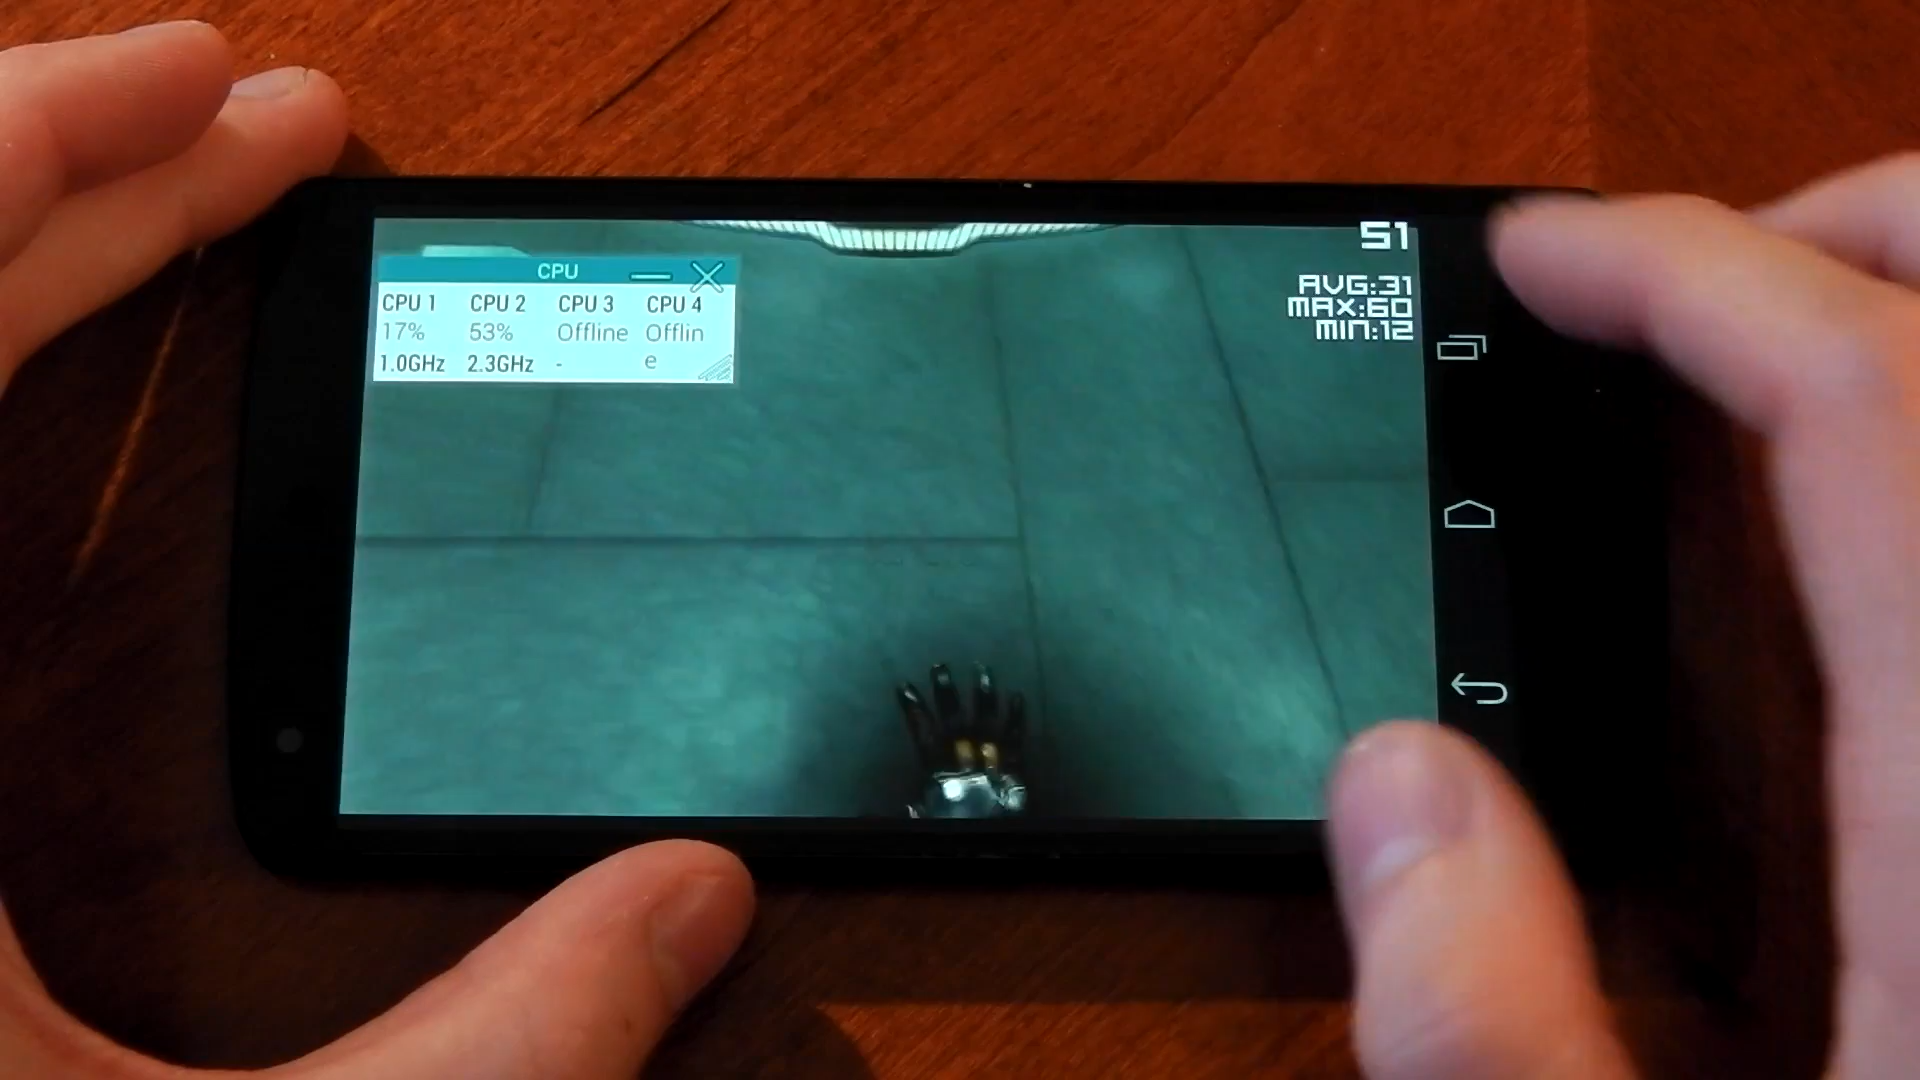 51
AVG:31
MAX:60
MIN:12
CPU
CPU 1 CPU 2 CPU 3 CPU 4
17% 53% Offline Offlin
1.0GHz 2.3GHz - e